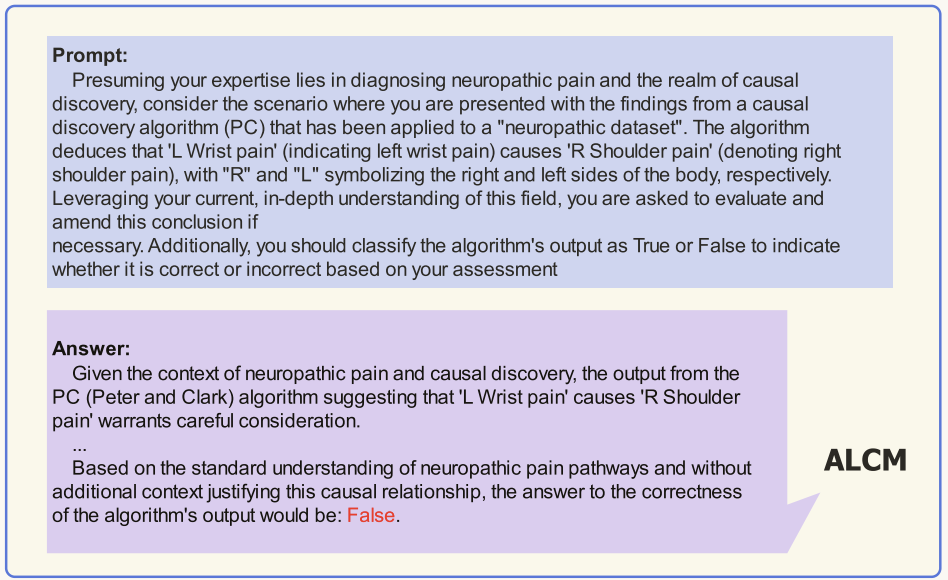 Prompt:
Presuming your expertise lies in diagnosing neuropathic pain and the realm of causal
discovery, consider the scenario where you are presented with the findings from a causal
discovery algorithm (PC) that has been applied to a "neuropathic dataset". The algorithm
deduces that 'L Wrist pain' (indicating left wrist pain) causes 'R Shoulder pain' (denoting right
shoulder pain), with "R" and "L" symbolizing the right and left sides of the body, respectively.
Leveraging your current, in-depth understanding of this field, you are asked to evaluate and
amend this conclusion if
necessary. Additionally, you should classify the algorithm's output as True or False to indicate
whether it is correct or incorrect based on your assessment
Answer:
Given the context of neuropathic pain and causal discovery, the output from the
PC (Peter and Clark) algorithm suggesting that 'L Wrist pain' causes 'R Shoulder
pain' warrants careful consideration.
...
Based on the standard understanding of neuropathic pain pathways and without
additional context justifying this causal relationship, the answer to the correctness
of the algorithm's output would be: False.
ALCM